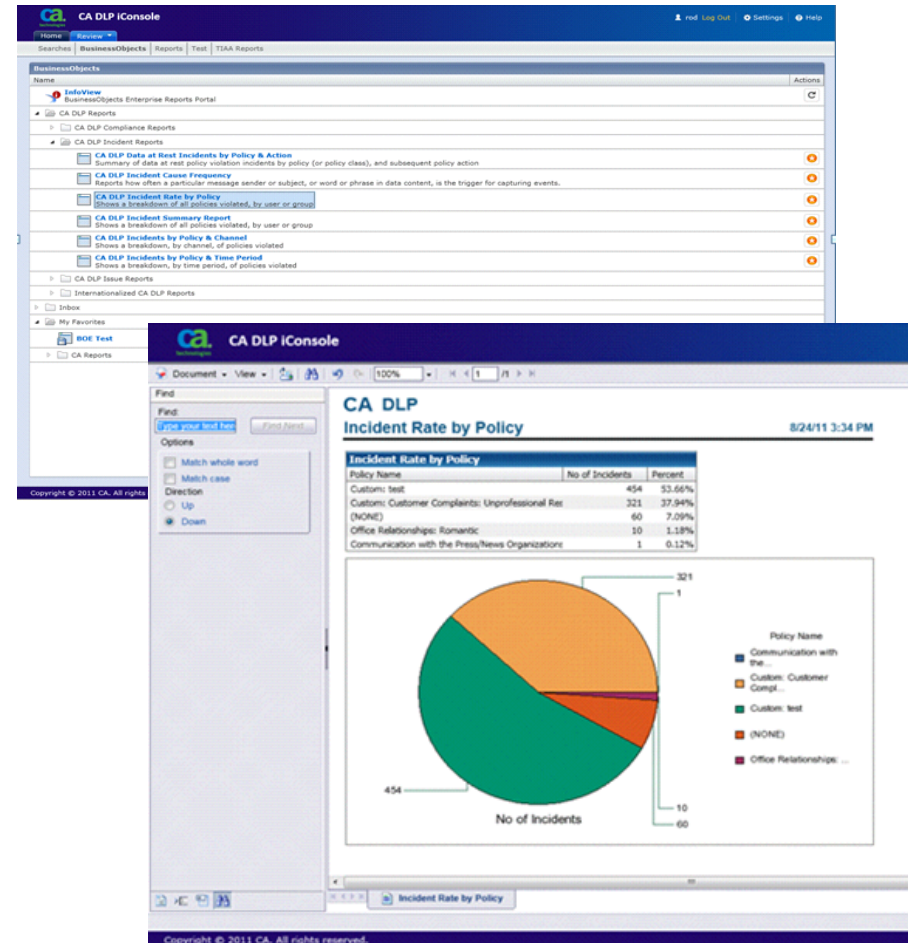 ca.
technologies
CA DLP iConsole
rod Log Out Settings Help
Home Review
Searches BusinessObjects Reports Test TIAA Reports
BusinessObjects
Name Actions
InfoView
BusinessObjects Enterprise Reports Portal
CA DLP Reports
CA DLP Compliance Reports
CA DLP Incident Reports
CA DLP Data at Rest Incidents by Policy & Action
Summary of data at rest policy violation incidents by policy (or policy class), and subsequent policy action
CA DLP Incident Cause Frequency
Reports how often a particular message sender or subject, or word or phrase in data content, is the trigger for capturing events.
CA DLP Incident Rate by Policy
Shows a breakdown of all policies violated, by user or group
CA DLP Incident Summary Report
Shows a breakdown of all policies violated, by user or group
CA DLP Incidents by Policy & Channel
Shows a breakdown, by channel, of policies violated
CA DLP Incidents by Policy & Time Period
Shows a breakdown, by time period, of policies violated
CA DLP Issue Reports
Internationalized CA DLP Reports
Inbox
My Favorites
BOE Test
CA Reports
Copyright © 2011 CA. All rights
ca.
technologies
CA DLP iConsole
Document View 100% 1 /1
Find
Find:
Type your text her Find Next
Options
Match whole word
Match case
Direction
Up
Down
CA DLP
Incident Rate by Policy 8/24/11 3:34 PM
Incident Rate by Policy
Policy Name No of Incidents Percent
Custom: test 454 53.66%
Custom: Customer Complaints: Unprofessional Res 321 37.94%
(NONE) 60 7.09%
Office Relationships: Romantic 10 1.18%
Communication with the Press/News Organizations 1 0.12%
321
1
454
10
60
No of Incidents
Policy Name
Communication with
the...
Custom: Customer
Compl...
Custom: test
(NONE)
Office Relationships: ...
Incident Rate by Policy
Copyright © 2011 CA. All rights reserved.